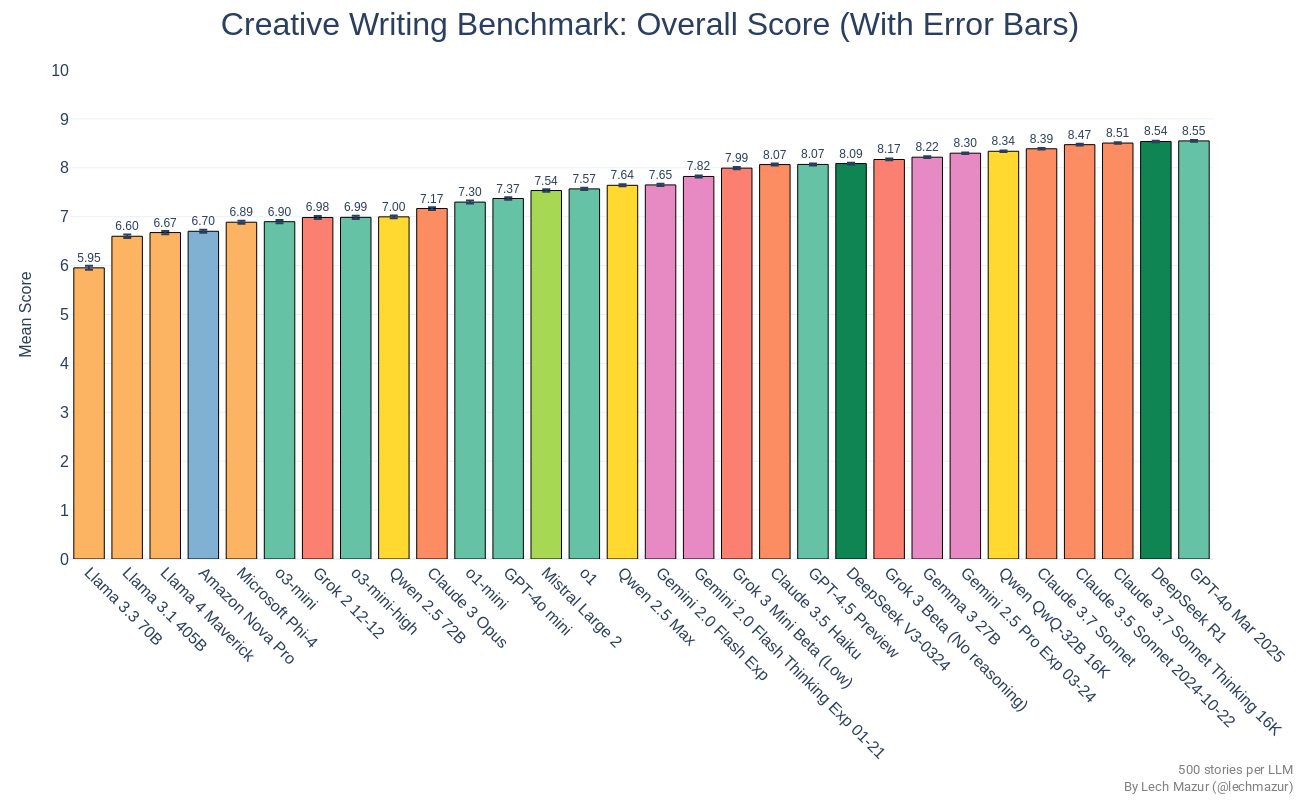 Creative Writing Benchmark: Overall Score (With Error Bars)
10
9
8
7
6
5
4
3
2
1
0
Mean Score
5.95
6.60
6.67
6.70
6.89
6.90
6.98
6.99
7.00
7.17
7.30
7.37
7.54
7.57
7.64
7.65
7.82
7.99
8.07
8.07
8.09
8.17
8.22
8.30
8.34
8.39
8.47
8.51
8.54
8.55
Llama 3.3 70B
Llama 3.1 405B
Llama 4 Maverick
Amazon Nova Pro
Microsoft Phi-4
o3-mini
Grok 2 12-12
o3-mini-high
Qwen 2.5 72B
Claude 3 Opus
o1-mini
GPT-4o mini
Mistral Large 2
o1
Qwen 2.5 Max
Gemini 2.0 Flash Exp
Gemini 2.0 Flash Thinking Exp 01-21
Grok 3 Mini Beta (Low)
Claude 3.5 Haiku
GPT-4.5 Preview
DeepSeek V3-0324
Grok 3 Beta (No reasoning)
Gemma 3 27B
Gemini 2.5 Pro Exp 03-24
Qwen QwQ-32B 16K
Claude 3.7 Sonnet
Claude 3.5 Sonnet 2024-10-22
Claude 3.7 Sonnet Thinking 16K
DeepSeek R1
GPT-4o Mar 2025
500 stories per LLM
By Lech Mazur (@lechmazur)